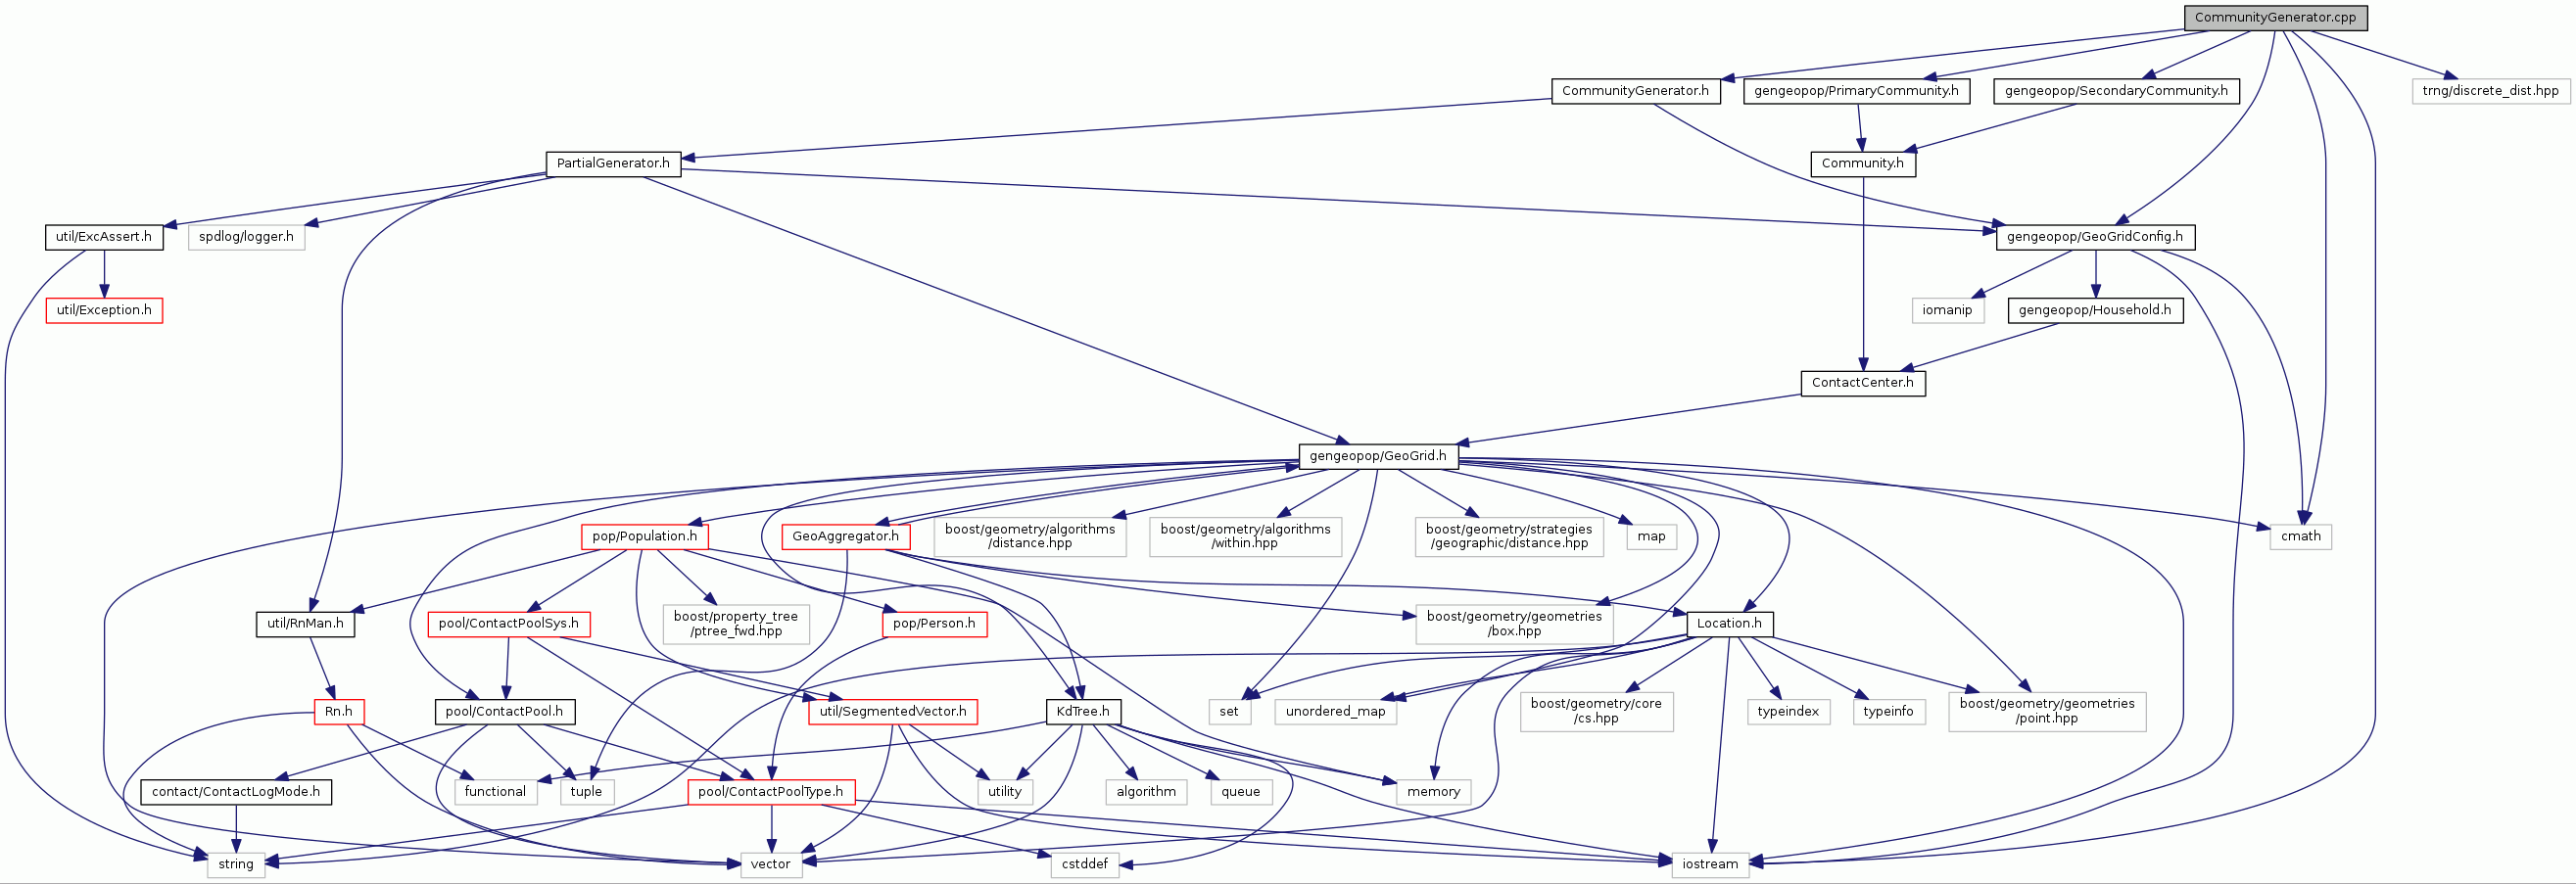 CommunityGenerator.cpp
CommunityGenerator.h
gengeopop/PrimaryCommunity.h
gengeopop/SecondaryCommunity.h
trng/discrete_dist.hpp
PartialGenerator.h
Community.h
util/ExcAssert.h
spdlog/logger.h
gengeopop/GeoGridConfig.h
util/Exception.h
iomanip
gengeopop/Household.h
ContactCenter.h
gengeopop/GeoGrid.h
pop/Population.h
GeoAggregator.h
boost/geometry/algorithms
/distance.hpp
boost/geometry/algorithms
/within.hpp
boost/geometry/strategies
/geographic/distance.hpp
map
cmath
util/RnMan.h
pool/ContactPoolSys.h
boost/property_tree
/ptree_fwd.hpp
pop/Person.h
boost/geometry/geometries
/box.hpp
Location.h
Rn.h
pool/ContactPool.h
util/SegmentedVector.h
KdTree.h
set
unordered_map
boost/geometry/core
/cs.hpp
typeindex
typeinfo
boost/geometry/geometries
/point.hpp
contact/ContactLogMode.h
functional
tuple
pool/ContactPoolType.h
utility
algorithm
queue
memory
string
vector
cstddef
iostream